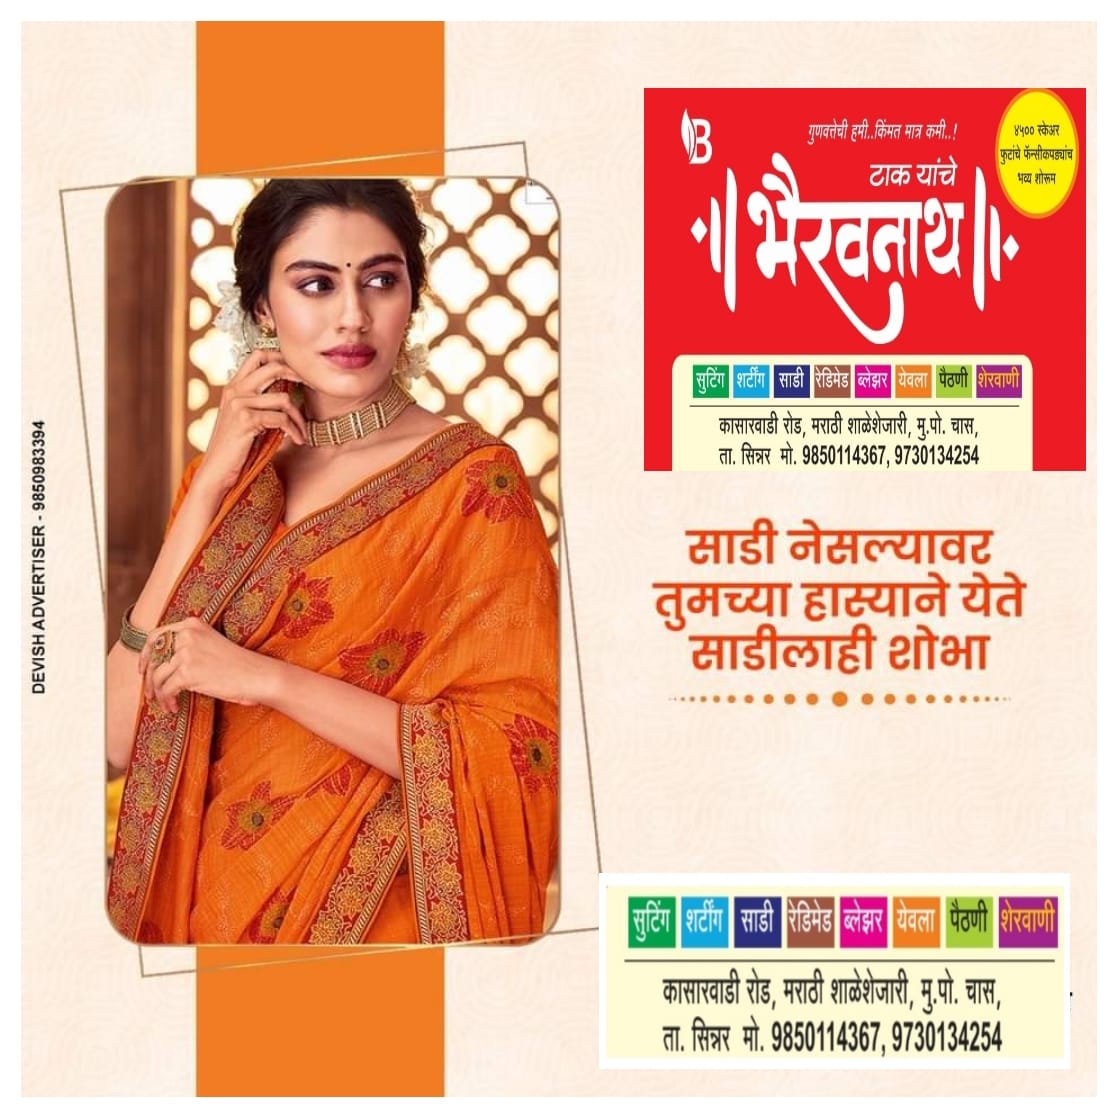 DEVISH ADVERTISER - 9850983394
B
गुणवत्तेची हमी..किंमत मात्र कमी..!
४५०० स्केअर
फुटांचे फॅन्सीकपड्यांच
भव्य शोरूम
टाक यांचे
॥ भैरवनाथ ॥
सुटिंग शर्टींग साडी रेडिमेड ब्लेझर येवला पैठणी शेरवाणी
कासारवाडी रोड, मराठी शाळेशेजारी, मु.पो. चास,
ता. सिन्नर मो. 9850114367, 9730134254
साडी नेसल्यावर
तुमच्या हास्याने येते
साडीलाही शोभा
सुटिंग शर्टींग साडी रेडिमेड ब्लेझर येवला पैठणी शेरवाणी
कासारवाडी रोड, मराठी शाळेशेजारी, मु.पो. चास,
ता. सिन्नर मो. 9850114367, 9730134254